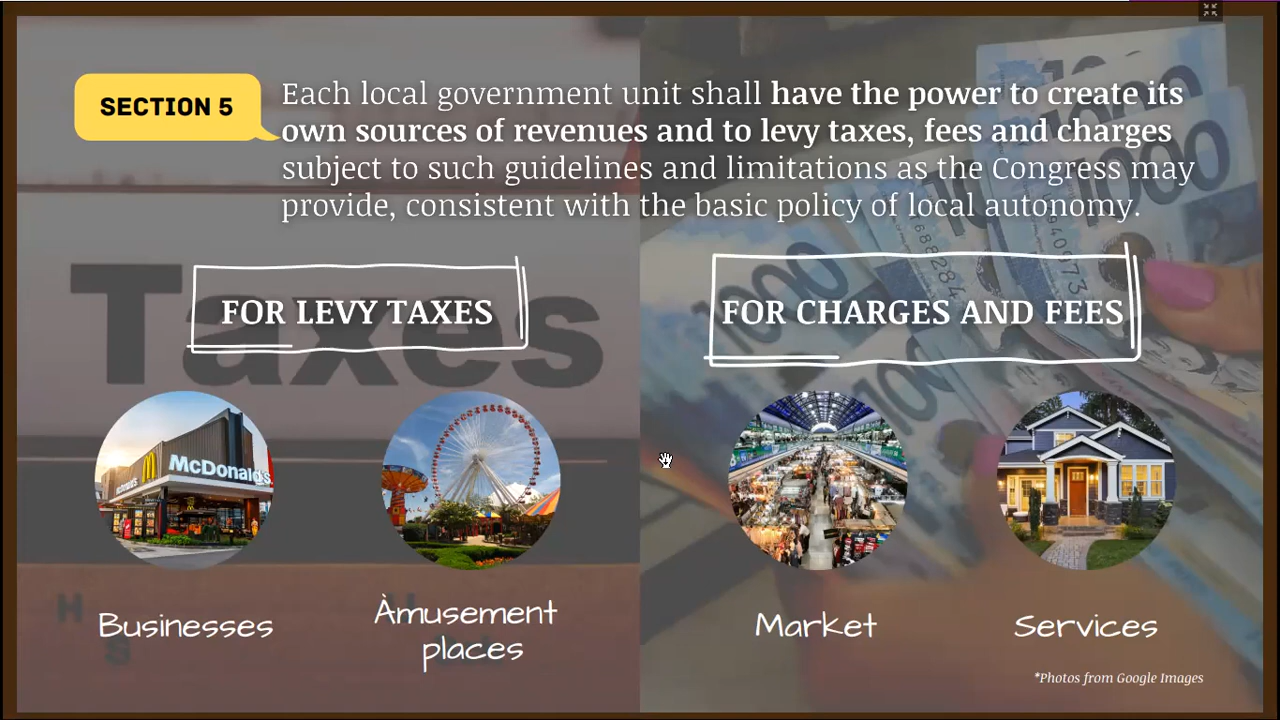 SECTION 5
Each local government unit shall have the power to create its
own sources of revenues and to levy taxes, fees and charges
subject to such guidelines and limitations as the Congress may
provide, consistent with the basic policy of local autonomy.
Taxes
FOR LEVY TAXES
FOR CHARGES AND FEES
McDonald's
Businesses
Àmusement
places
Market
Services
*Photos from Google Images